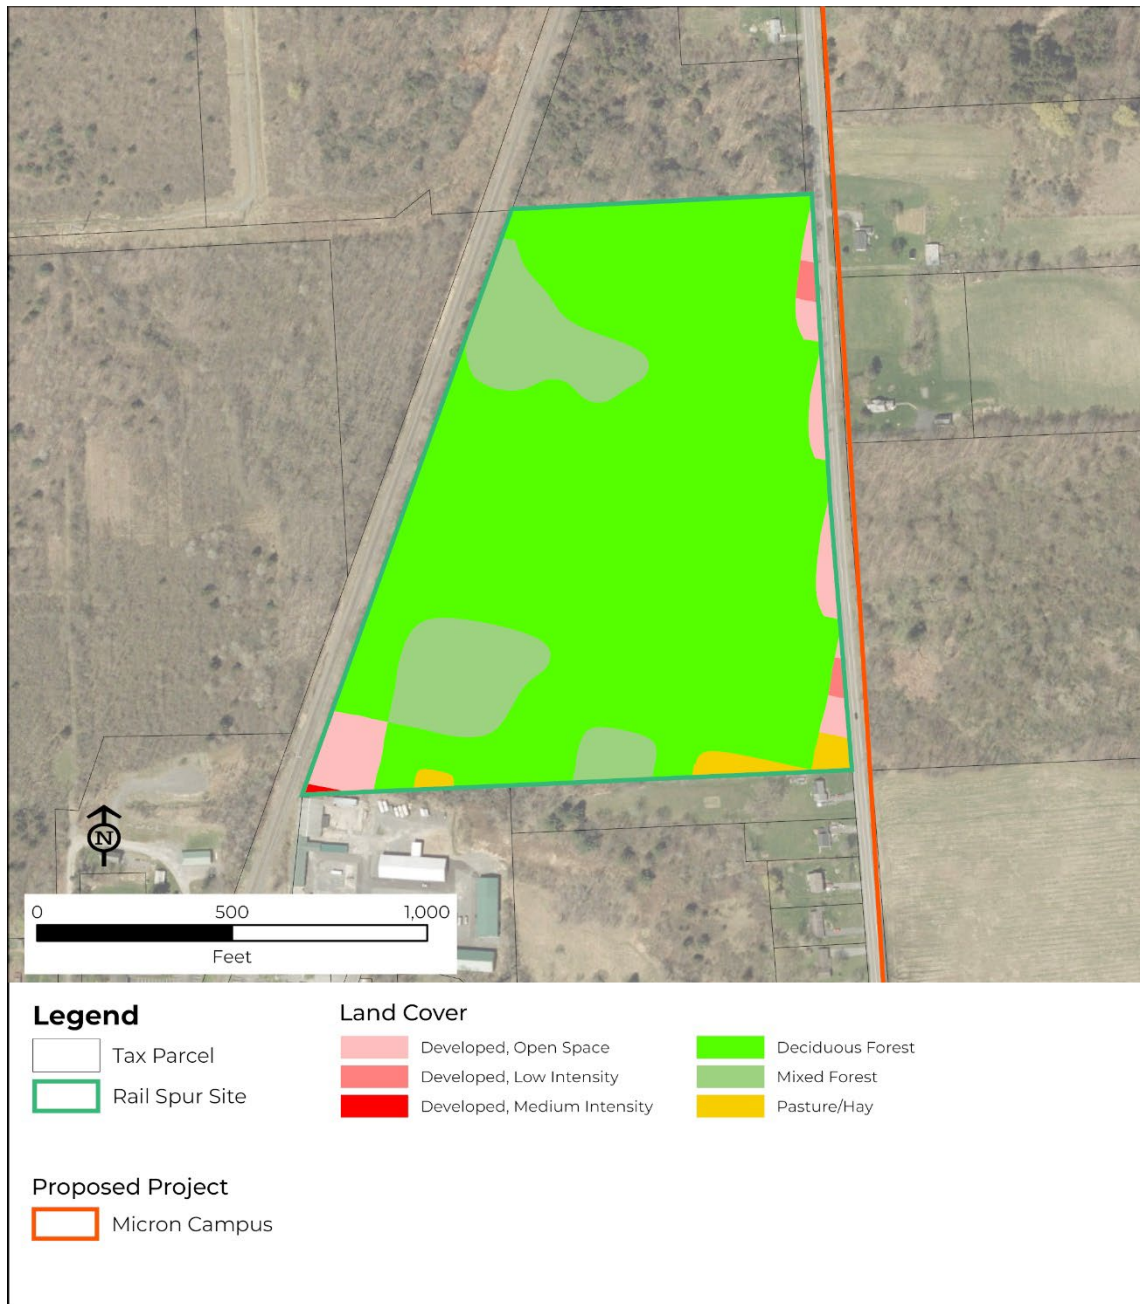 N
0 500 1,000
Feet
Legend
Tax Parcel
Rail Spur Site
Proposed Project
Micron Campus
Land Cover
Developed, Open Space
Developed, Low Intensity
Developed, Medium Intensity
Deciduous Forest
Mixed Forest
Pasture/Hay